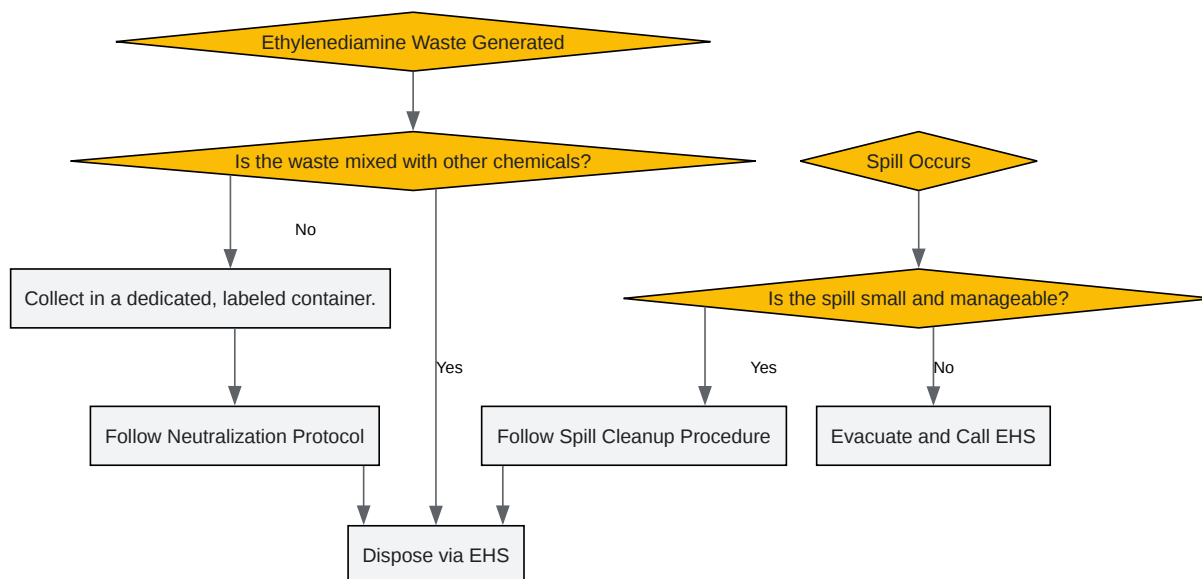 Ethylenediamine Waste Generated
Is the waste mixed with other chemicals?
Spill Occurs
No
Collect in a dedicated, labeled container.
Is the spill small and manageable?
Yes
Yes
No
Follow Neutralization Protocol
Follow Spill Cleanup Procedure
Evacuate and Call EHS
Dispose via EHS